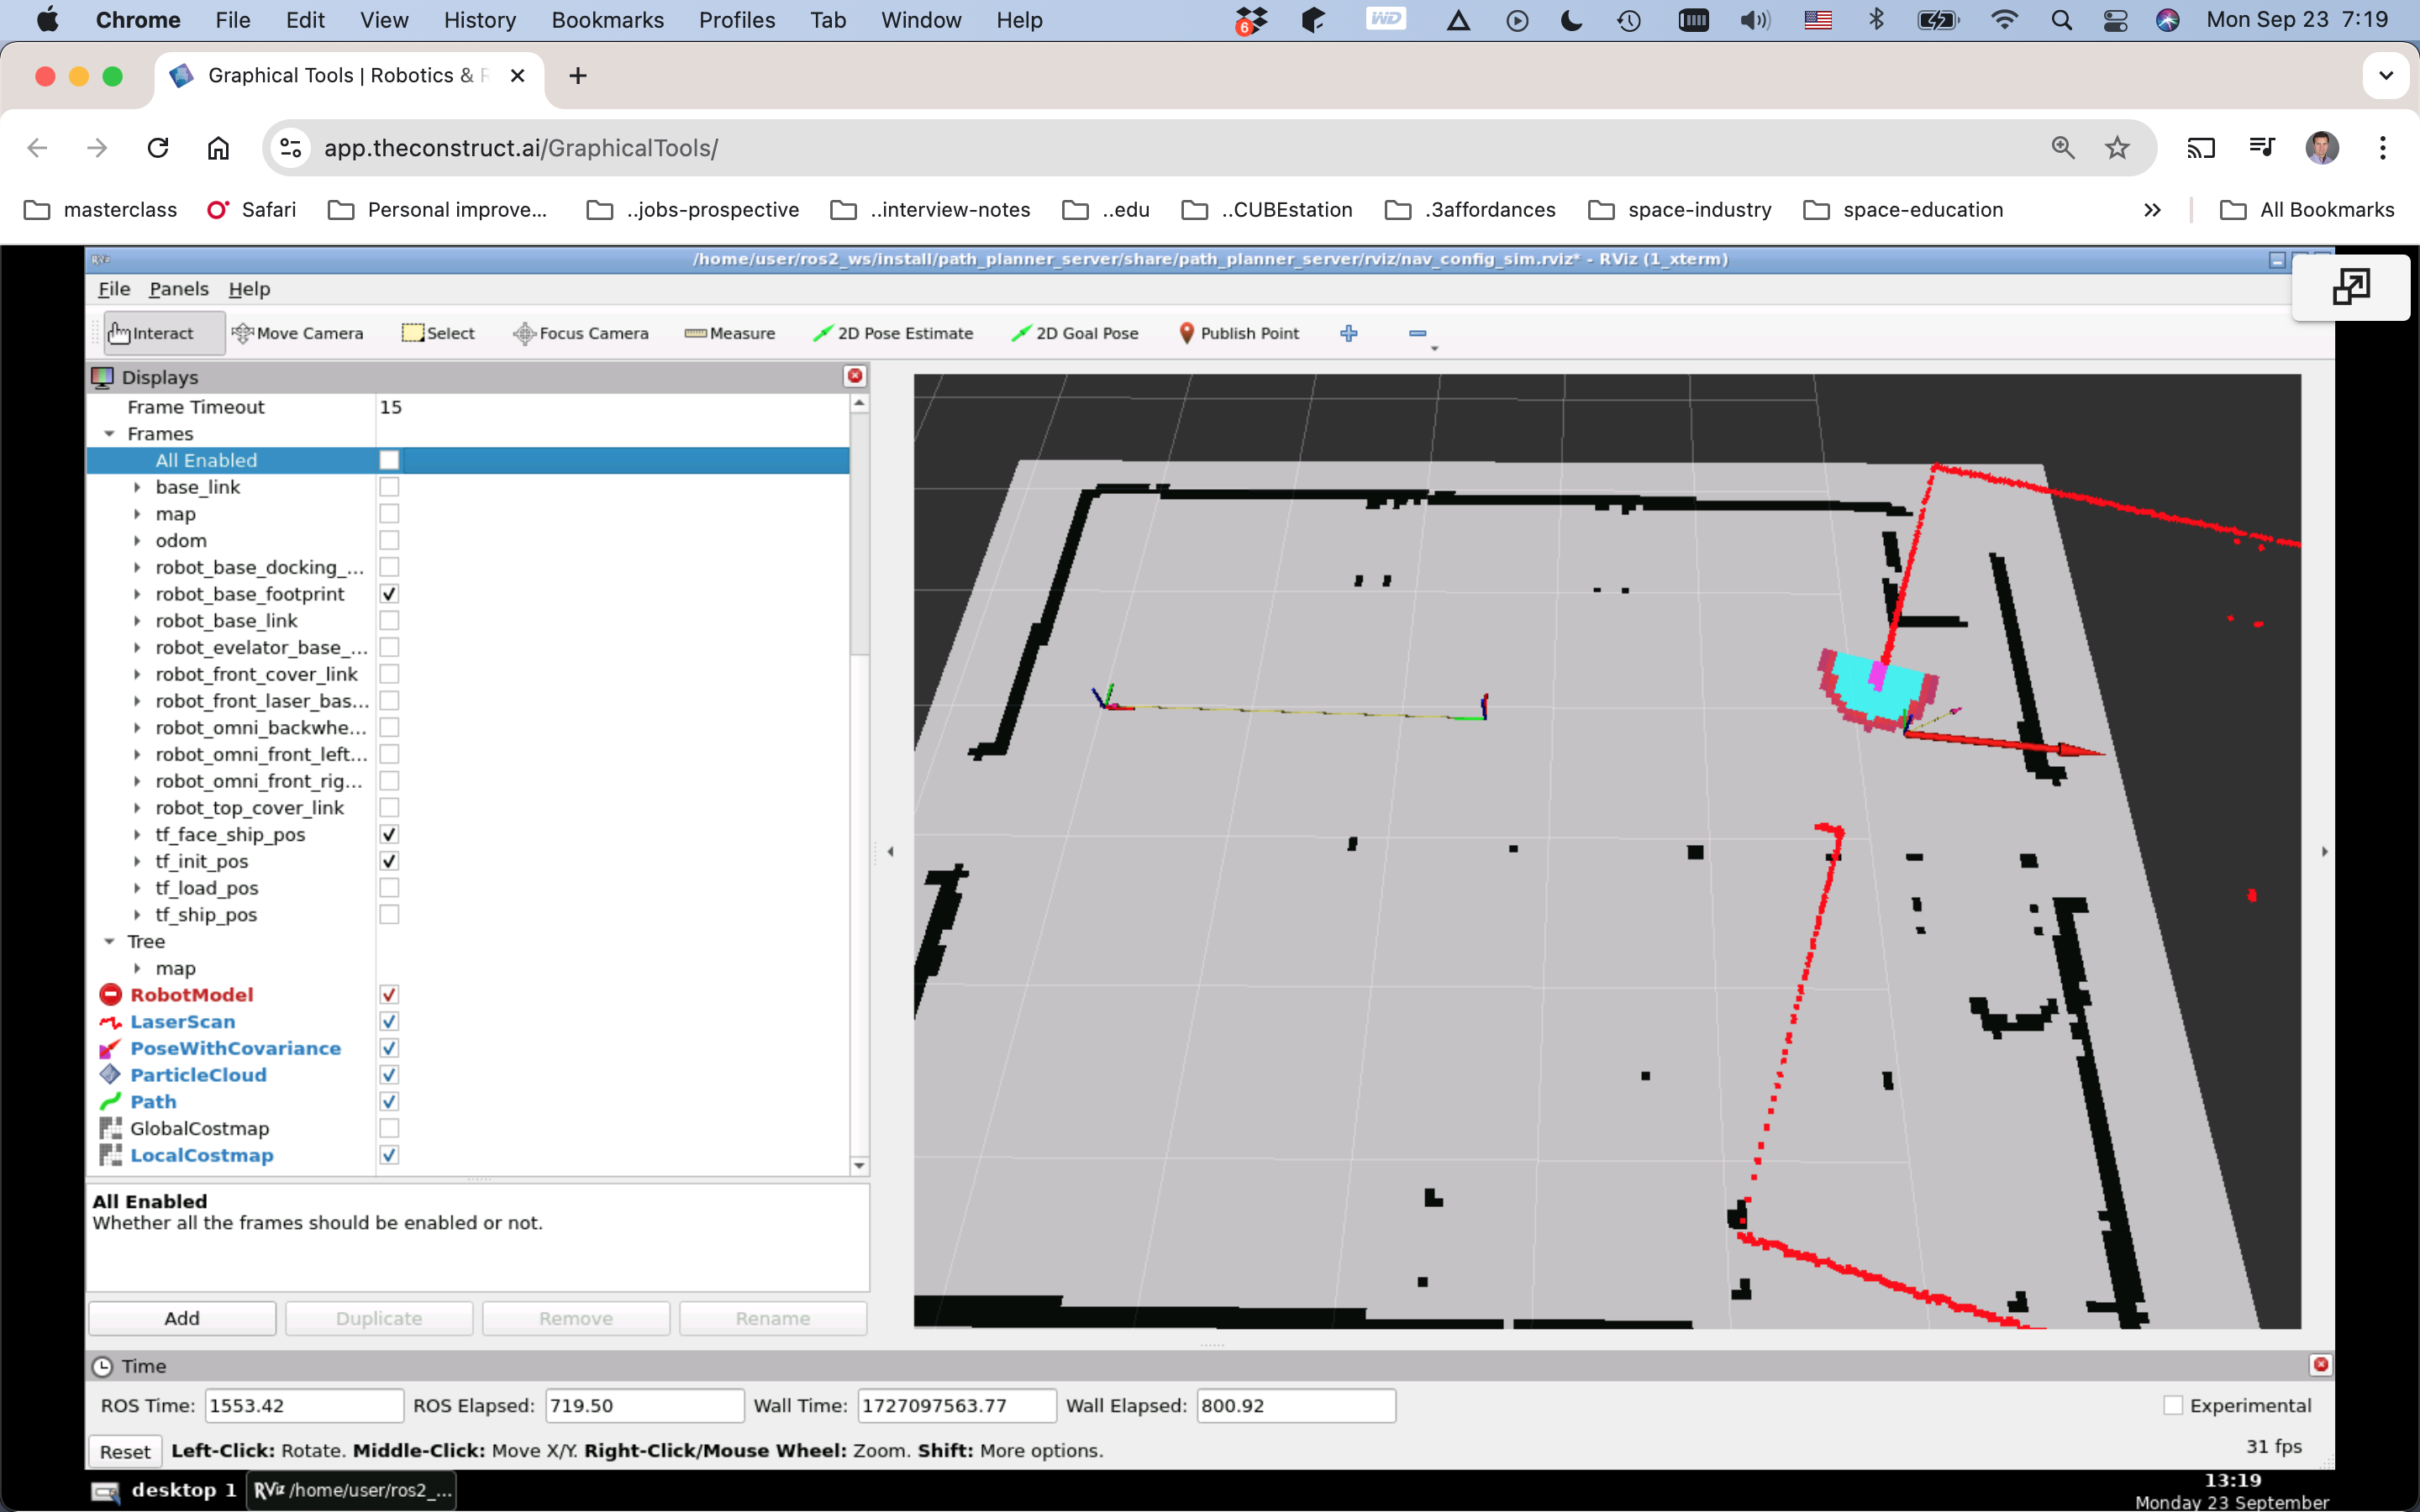 Chrome File Edit View History Bookmarks Profiles Tab Window Help 6 WD Mon Sep 23 7:19
Graphical Tools | Robotics &
app.theconstruct.ai/GraphicalTools/
masterclass Safari Personal improve... ..jobs-prospective ..interview-notes ..edu ..CUBEstation .3affordances space-industry space-education » All Bookmarks
RViz /home/user/ros2_ws/install/path_planner_server/share/path_planner_server/rviz/nav_config_sim.rviz* - RViz (1_xterm)
File Panels Help
Interact Move Camera Select Focus Camera Measure 2D Pose Estimate 2D Goal Pose Publish Point
Displays
Frame Timeout 15
Frames
All Enabled
base_link
map
odom
robot_base_docking_...
robot_base_footprint
robot_base_link
robot_evelator_base_...
robot_front_cover_link
robot_front_laser_bas...
robot_omni_backwhe...
robot_omni_front_left...
robot_omni_front_rig...
robot_top_cover_link
tf_face_ship_pos
tf_init_pos
tf_load_pos
tf_ship_pos
Tree
map
RobotModel
LaserScan
PoseWithCovariance
ParticleCloud
Path
GlobalCostmap
LocalCostmap
All Enabled
Whether all the frames should be enabled or not.
Add Duplicate Remove Rename
Time
ROS Time: 1553.42 ROS Elapsed: 719.50 Wall Time: 1727097563.77 Wall Elapsed: 800.92 Experimental
Reset Left-Click: Rotate. Middle-Click: Move X/Y. Right-Click/Mouse Wheel: Zoom. Shift: More options. 31 fps
desktop 1 RViz /home/user/ros2_... 13:19
Monday 23 September